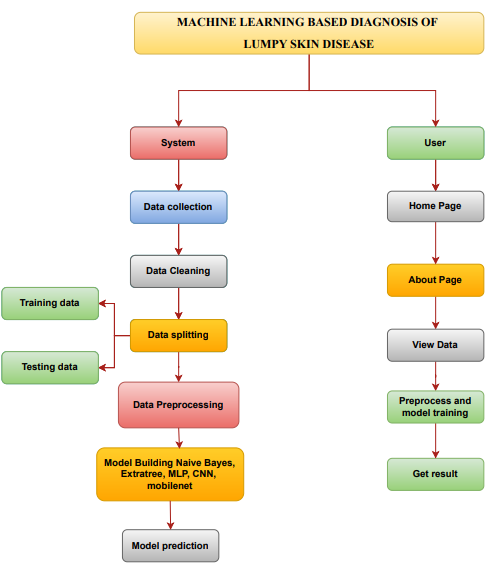 MACHINE LEARNING BASED DIAGNOSIS OF
LUMPY SKIN DISEASE
System
User
Data collection
Home Page
Data Cleaning
About Page
Training data
Data splitting
View Data
Testing data
Data Preprocessing
Preprocess and
model training
Model Building Naive Bayes,
Extratree, MLP, CNN,
mobilenet
Get result
Model prediction